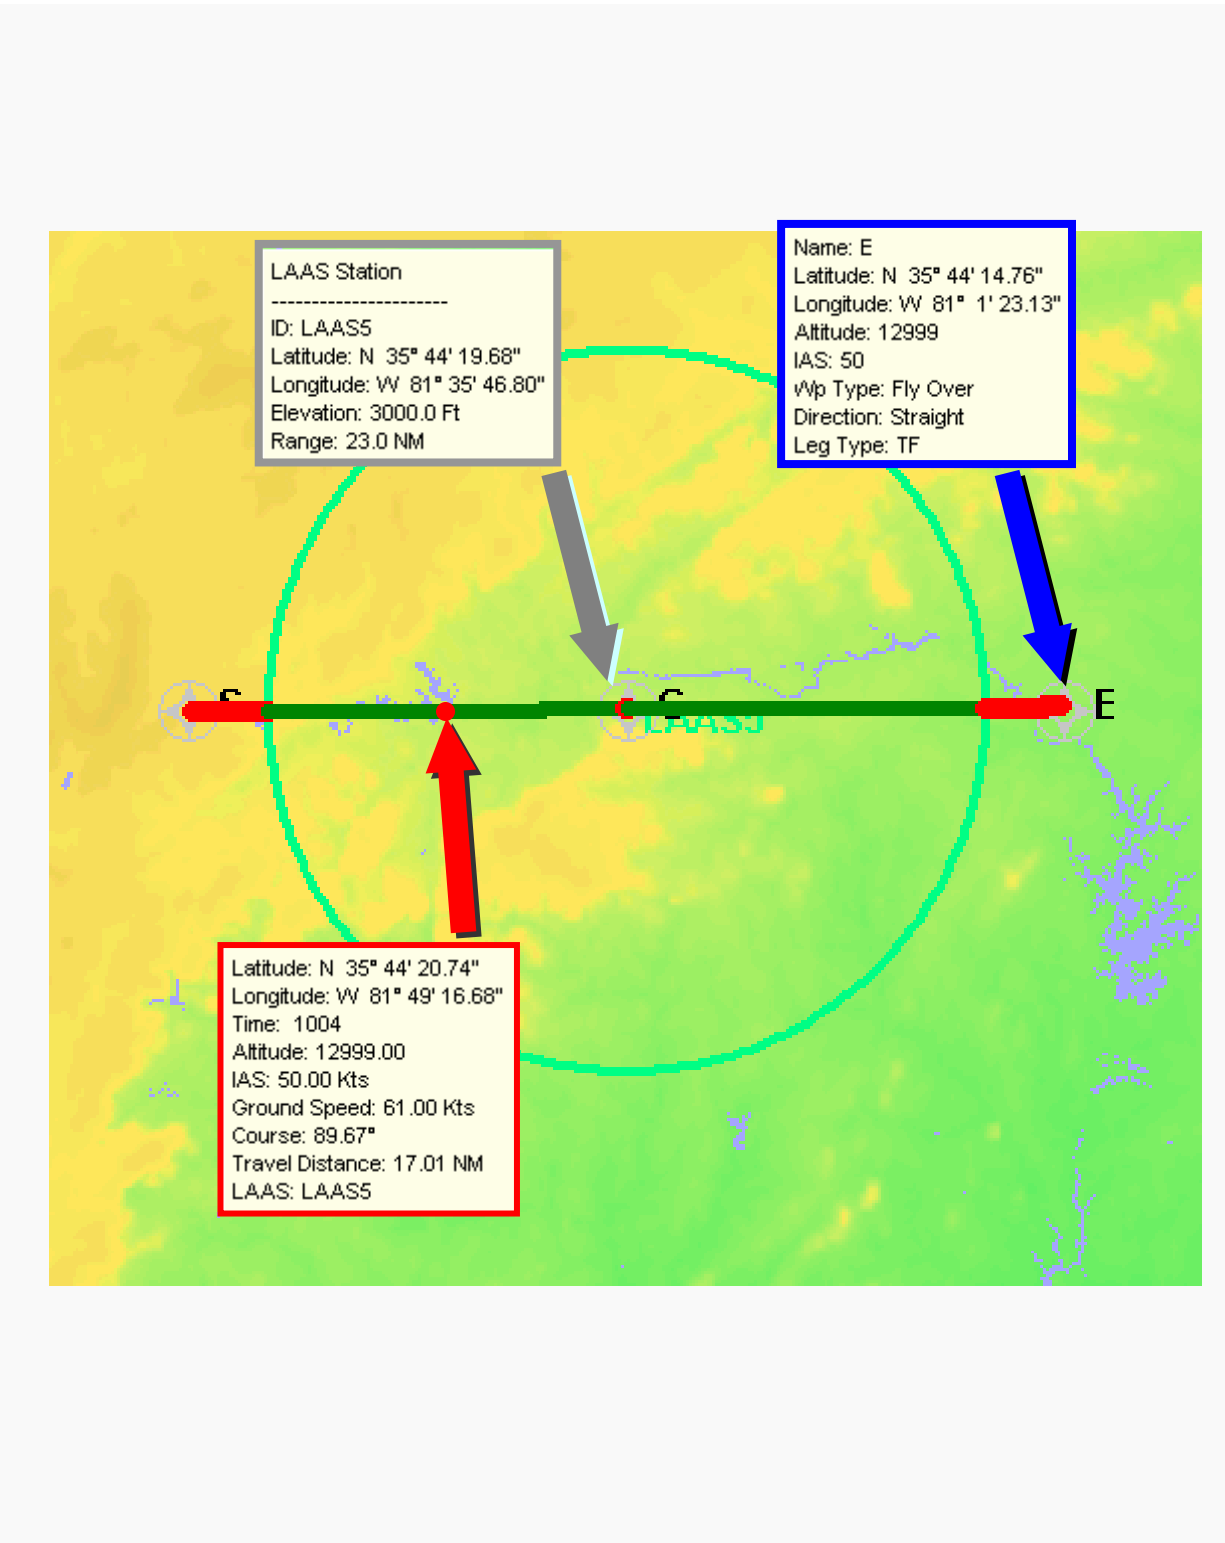 LAAS Station
----------------------
ID: LAAS5
Latitude: N 35° 44' 19.68"
Longitude: W 81° 35' 46.80"
Elevation: 3000.0 Ft
Range: 23.0 NM
Name: E
Latitude: N 35° 44' 14.76"
Longitude: W 81° 1' 23.13"
Altitude: 12999
IAS: 50
Wp Type: Fly Over
Direction: Straight
Leg Type: TF
E
LAAS5
Latitude: N 35° 44' 20.74"
Longitude: W 81° 49' 16.68"
Time: 1004
Altitude: 12999.00
IAS: 50.00 Kts
Ground Speed: 61.00 Kts
Course: 89.67°
Travel Distance: 17.01 NM
LAAS: LAAS5